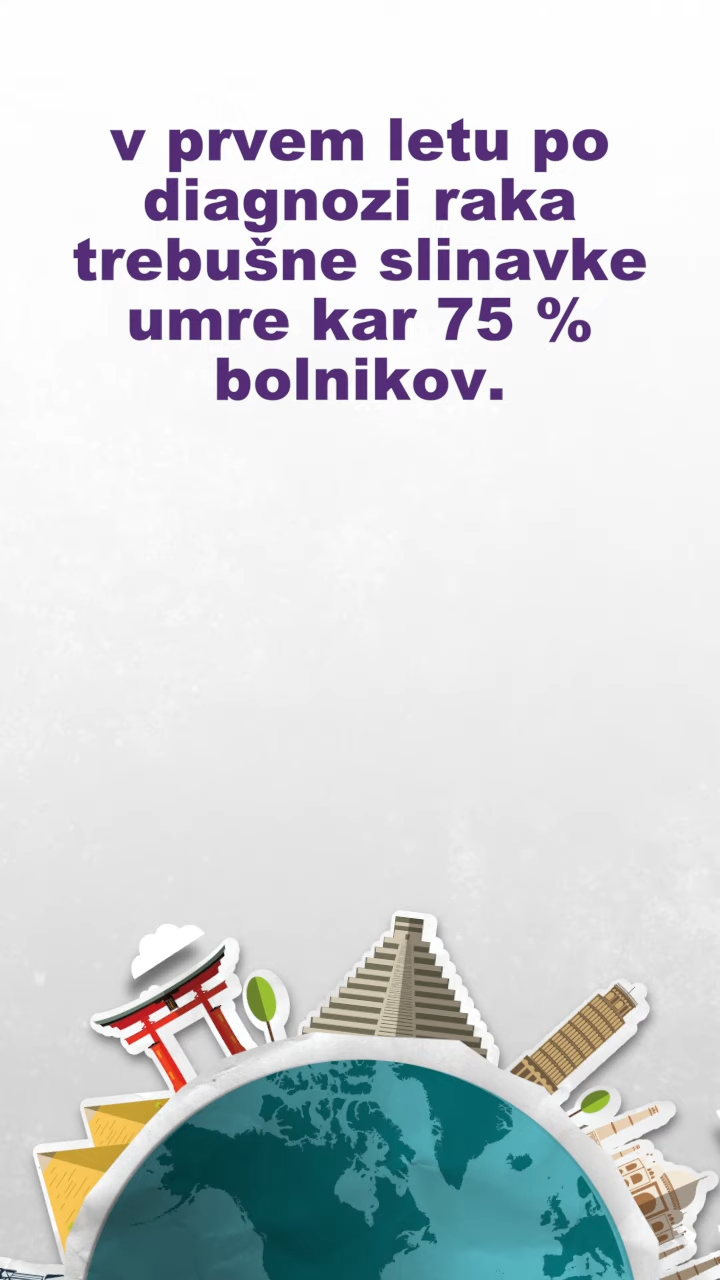 v prvem letu po
diagnozi raka
trebušne slinavke
umre kar 75 %
bolnikov.